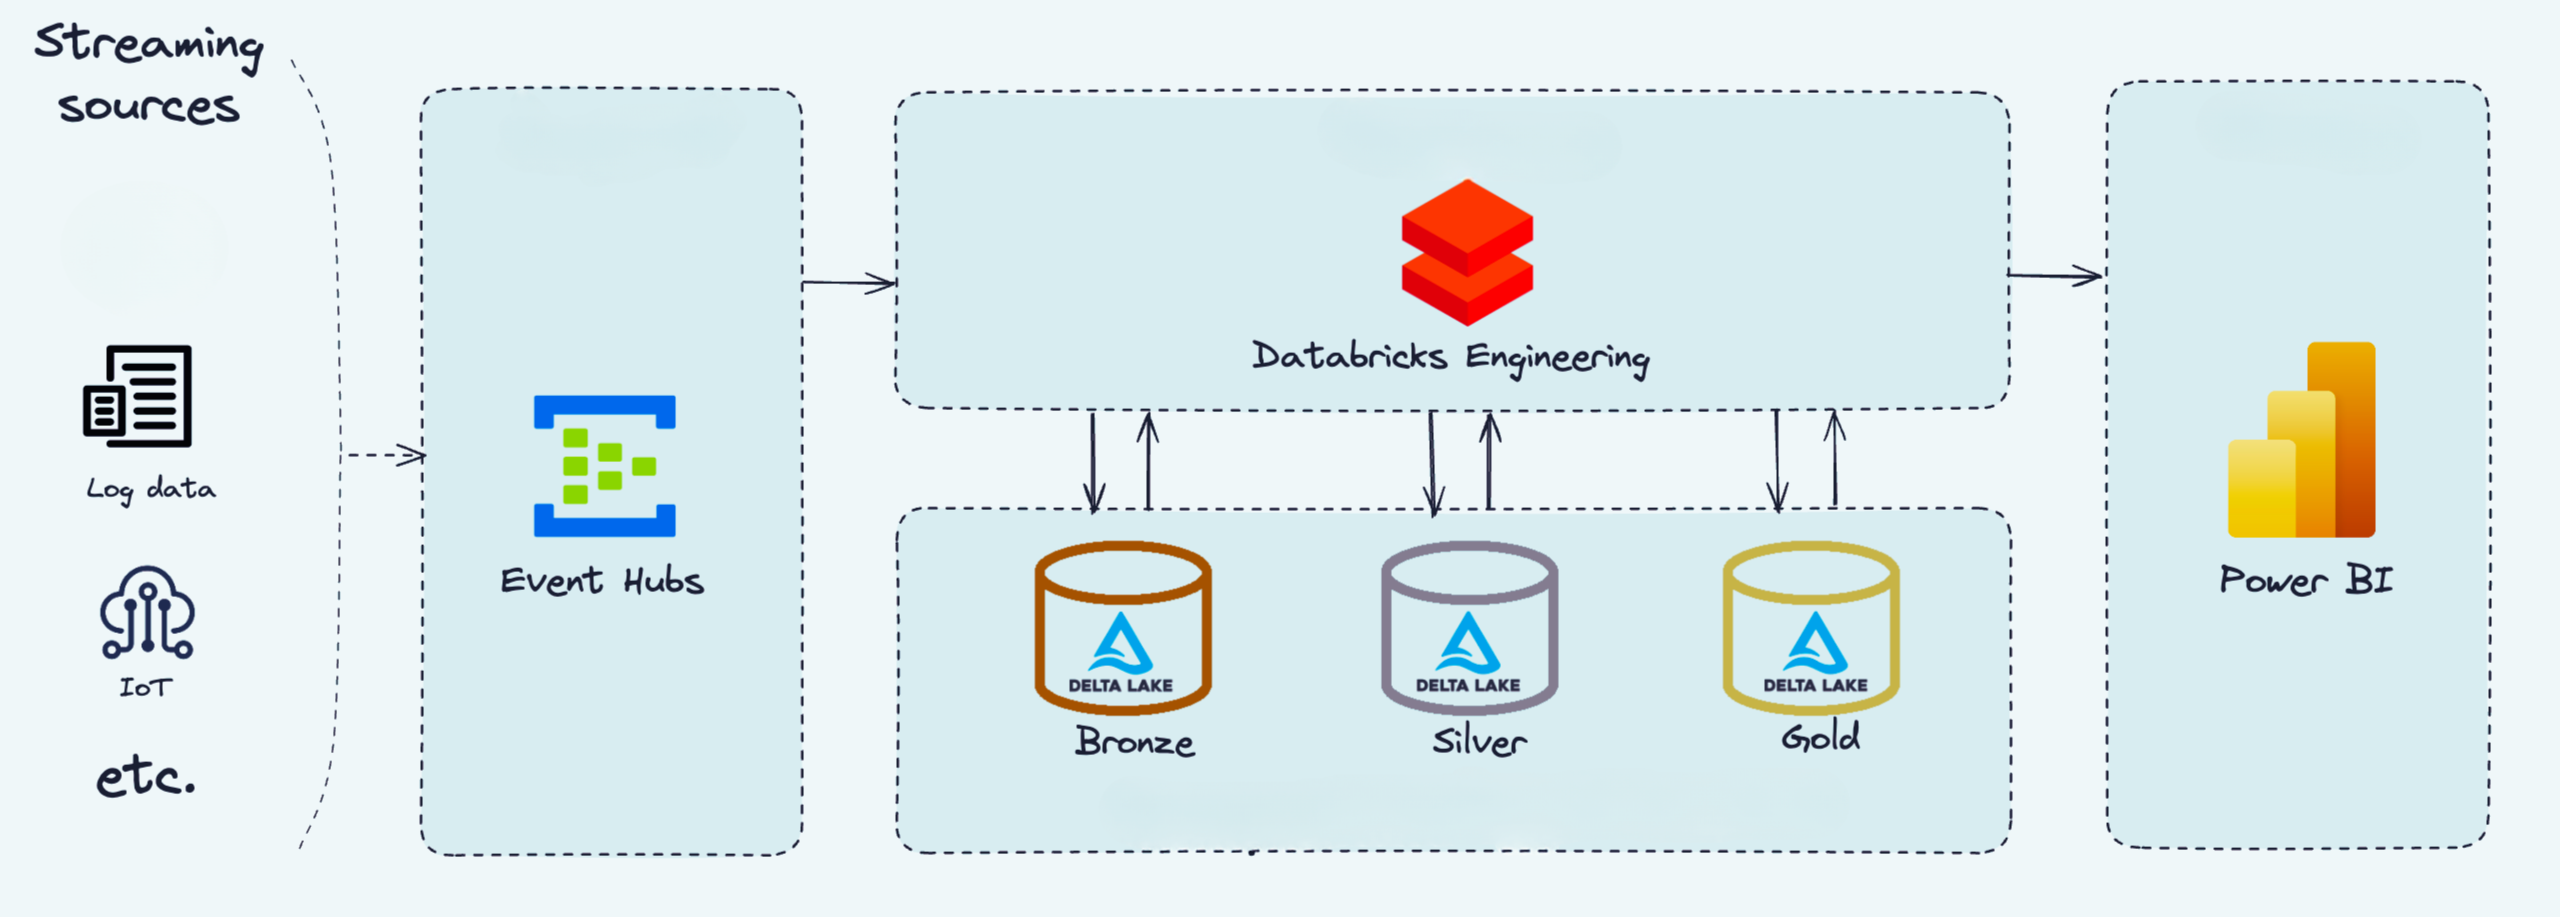 Streaming
sources
Log data
IoT
etc.
Event Hubs
Databricks Engineering
DELTA LAKE
Bronze
DELTA LAKE
Silver
DELTA LAKE
Gold
Power BI